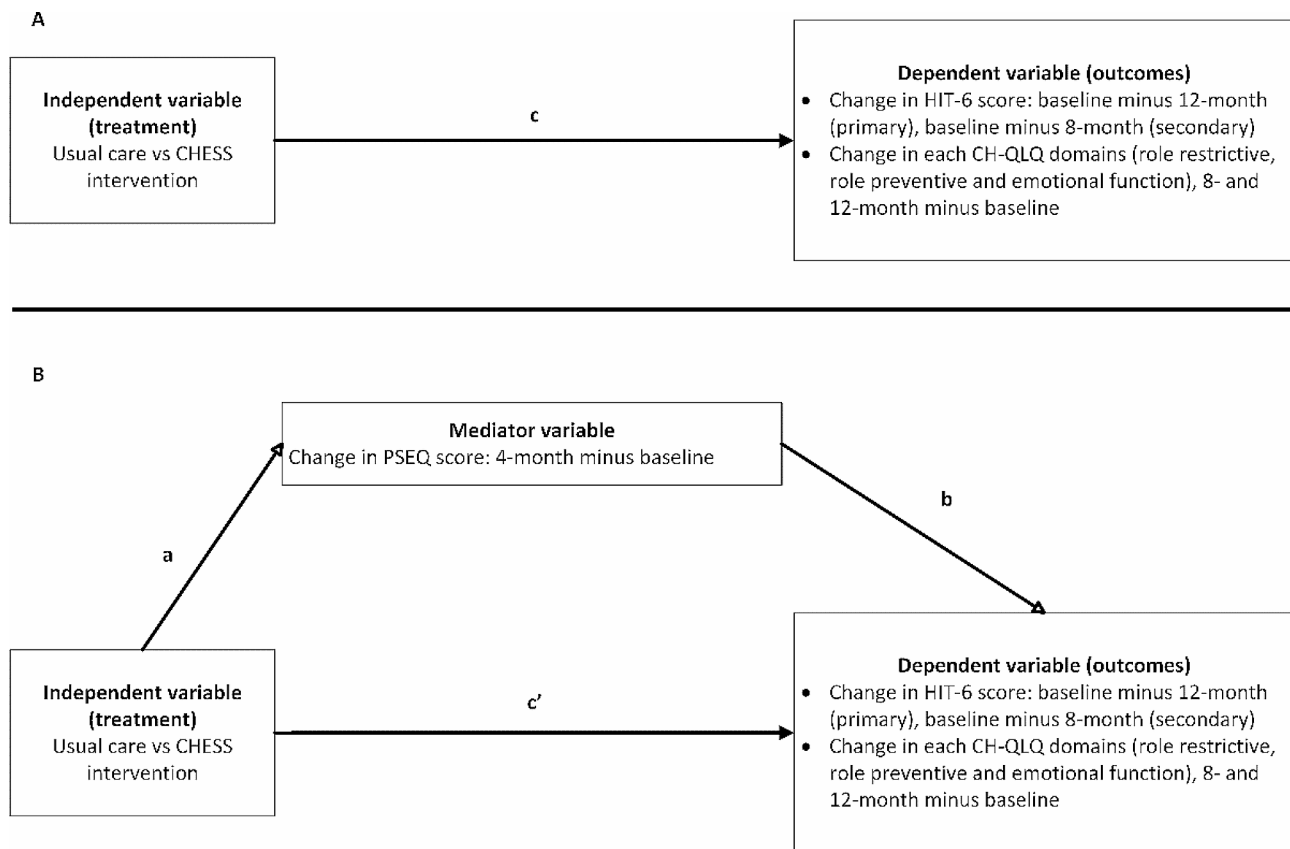 A
Independent variable
(treatment)
Usual care vs CHESS
intervention
c
Dependent variable (outcomes)
• Change in HIT-6 score: baseline minus 12-month
(primary), baseline minus 8-month (secondary)
• Change in each CH-QLQ domains (role restrictive,
role preventive and emotional function), 8- and
12-month minus baseline
B
Mediator variable
Change in PSEQ score: 4-month minus baseline
a
b
Independent variable
(treatment)
Usual care vs CHESS
intervention
c’
Dependent variable (outcomes)
• Change in HIT-6 score: baseline minus 12-month
(primary), baseline minus 8-month (secondary)
• Change in each CH-QLQ domains (role restrictive,
role preventive and emotional function), 8- and
12-month minus baseline